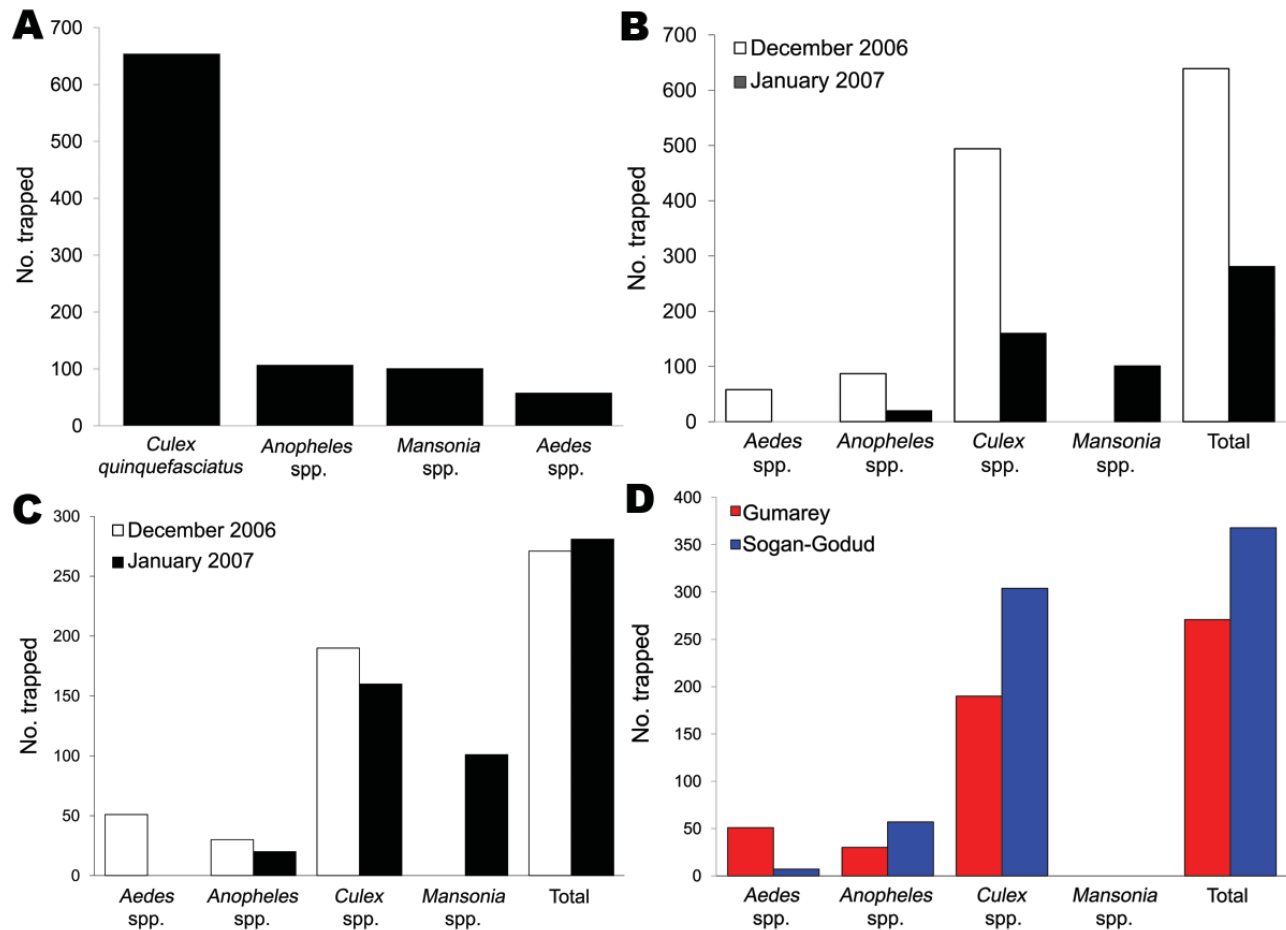 A
700
600
500
400
300
200
100
0
No. trapped
Culex
quinquefasciatus
Anopheles
spp.
Mansonia
spp.
Aedes
spp.
B
December 2006
January 2007
700
600
500
400
300
200
100
0
No. trapped
Aedes
spp.
Anopheles
spp.
Culex
spp.
Mansonia
spp.
Total
C
December 2006
January 2007
300
250
200
150
100
50
0
No. trapped
Aedes
spp.
Anopheles
spp.
Culex
spp.
Mansonia
spp.
Total
D
Gumarey
Sogan-Godud
400
350
300
250
200
150
100
50
0
No. trapped
Aedes
spp.
Anopheles
spp.
Culex
spp.
Mansonia
spp.
Total